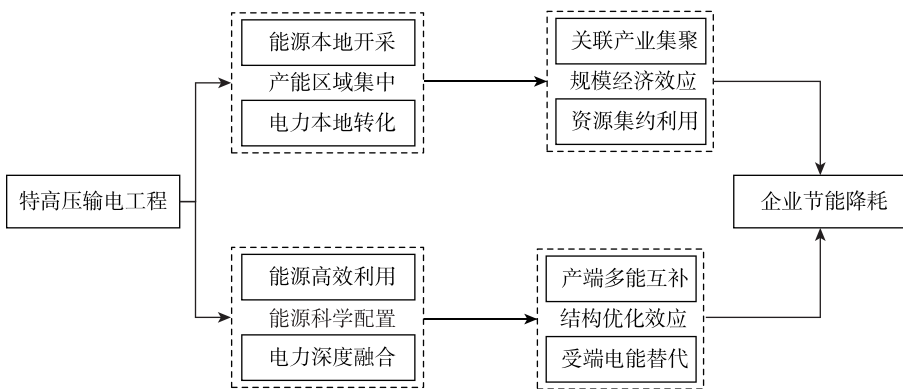 能源本地开采
产能区域集中
电力本地转化
关联产业集聚
规模经济效应
资源集约利用
特高压输电工程
企业节能降耗
能源高效利用
能源科学配置
电力深度融合
产端多能互补
结构优化效应
受端电能替代